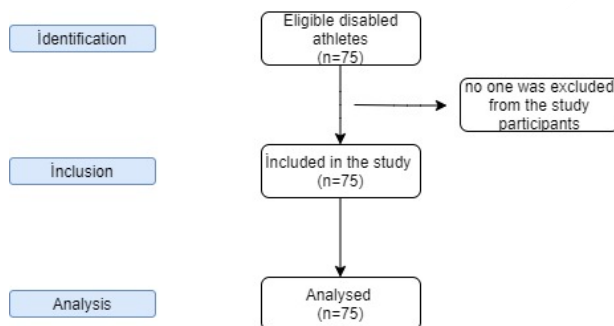 İdentification
Eligible disabled
athletes
(n=75)
no one was excluded
from the study
participants
İnclusion
İncluded in the study
(n=75)
Analysis
Analysed
(n=75)